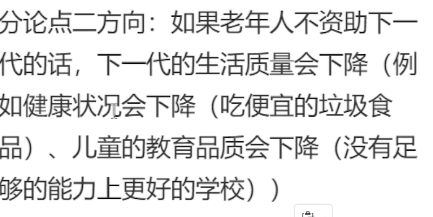 分论点二方向：如果老年人不资助下一
代的话，下一代的生活质量会下降（例
如健康状况会下降（吃便宜的垃圾食
品）、儿童的教育品质会下降（没有足
够的能力上更好的学校））